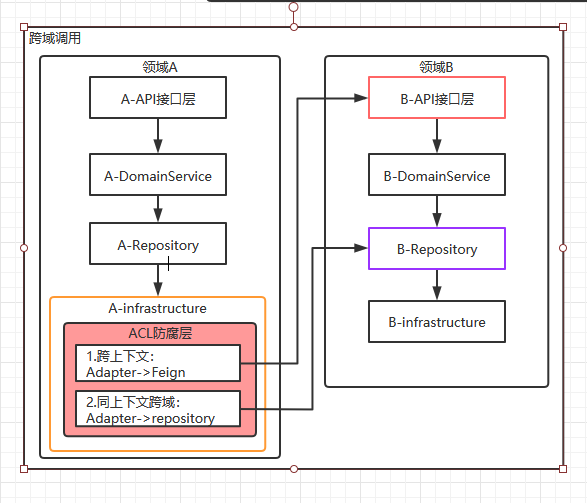 跨域调用
领域A
A-API接口层
A-DomainService
A-Repository
A-infrastructure
ACL防腐层
1.跨上下文:
Adapter->Feign
2.同上下文跨域:
Adapter->repository
领域B
B-API接口层
B-DomainService
B-Repository
B-infrastructure